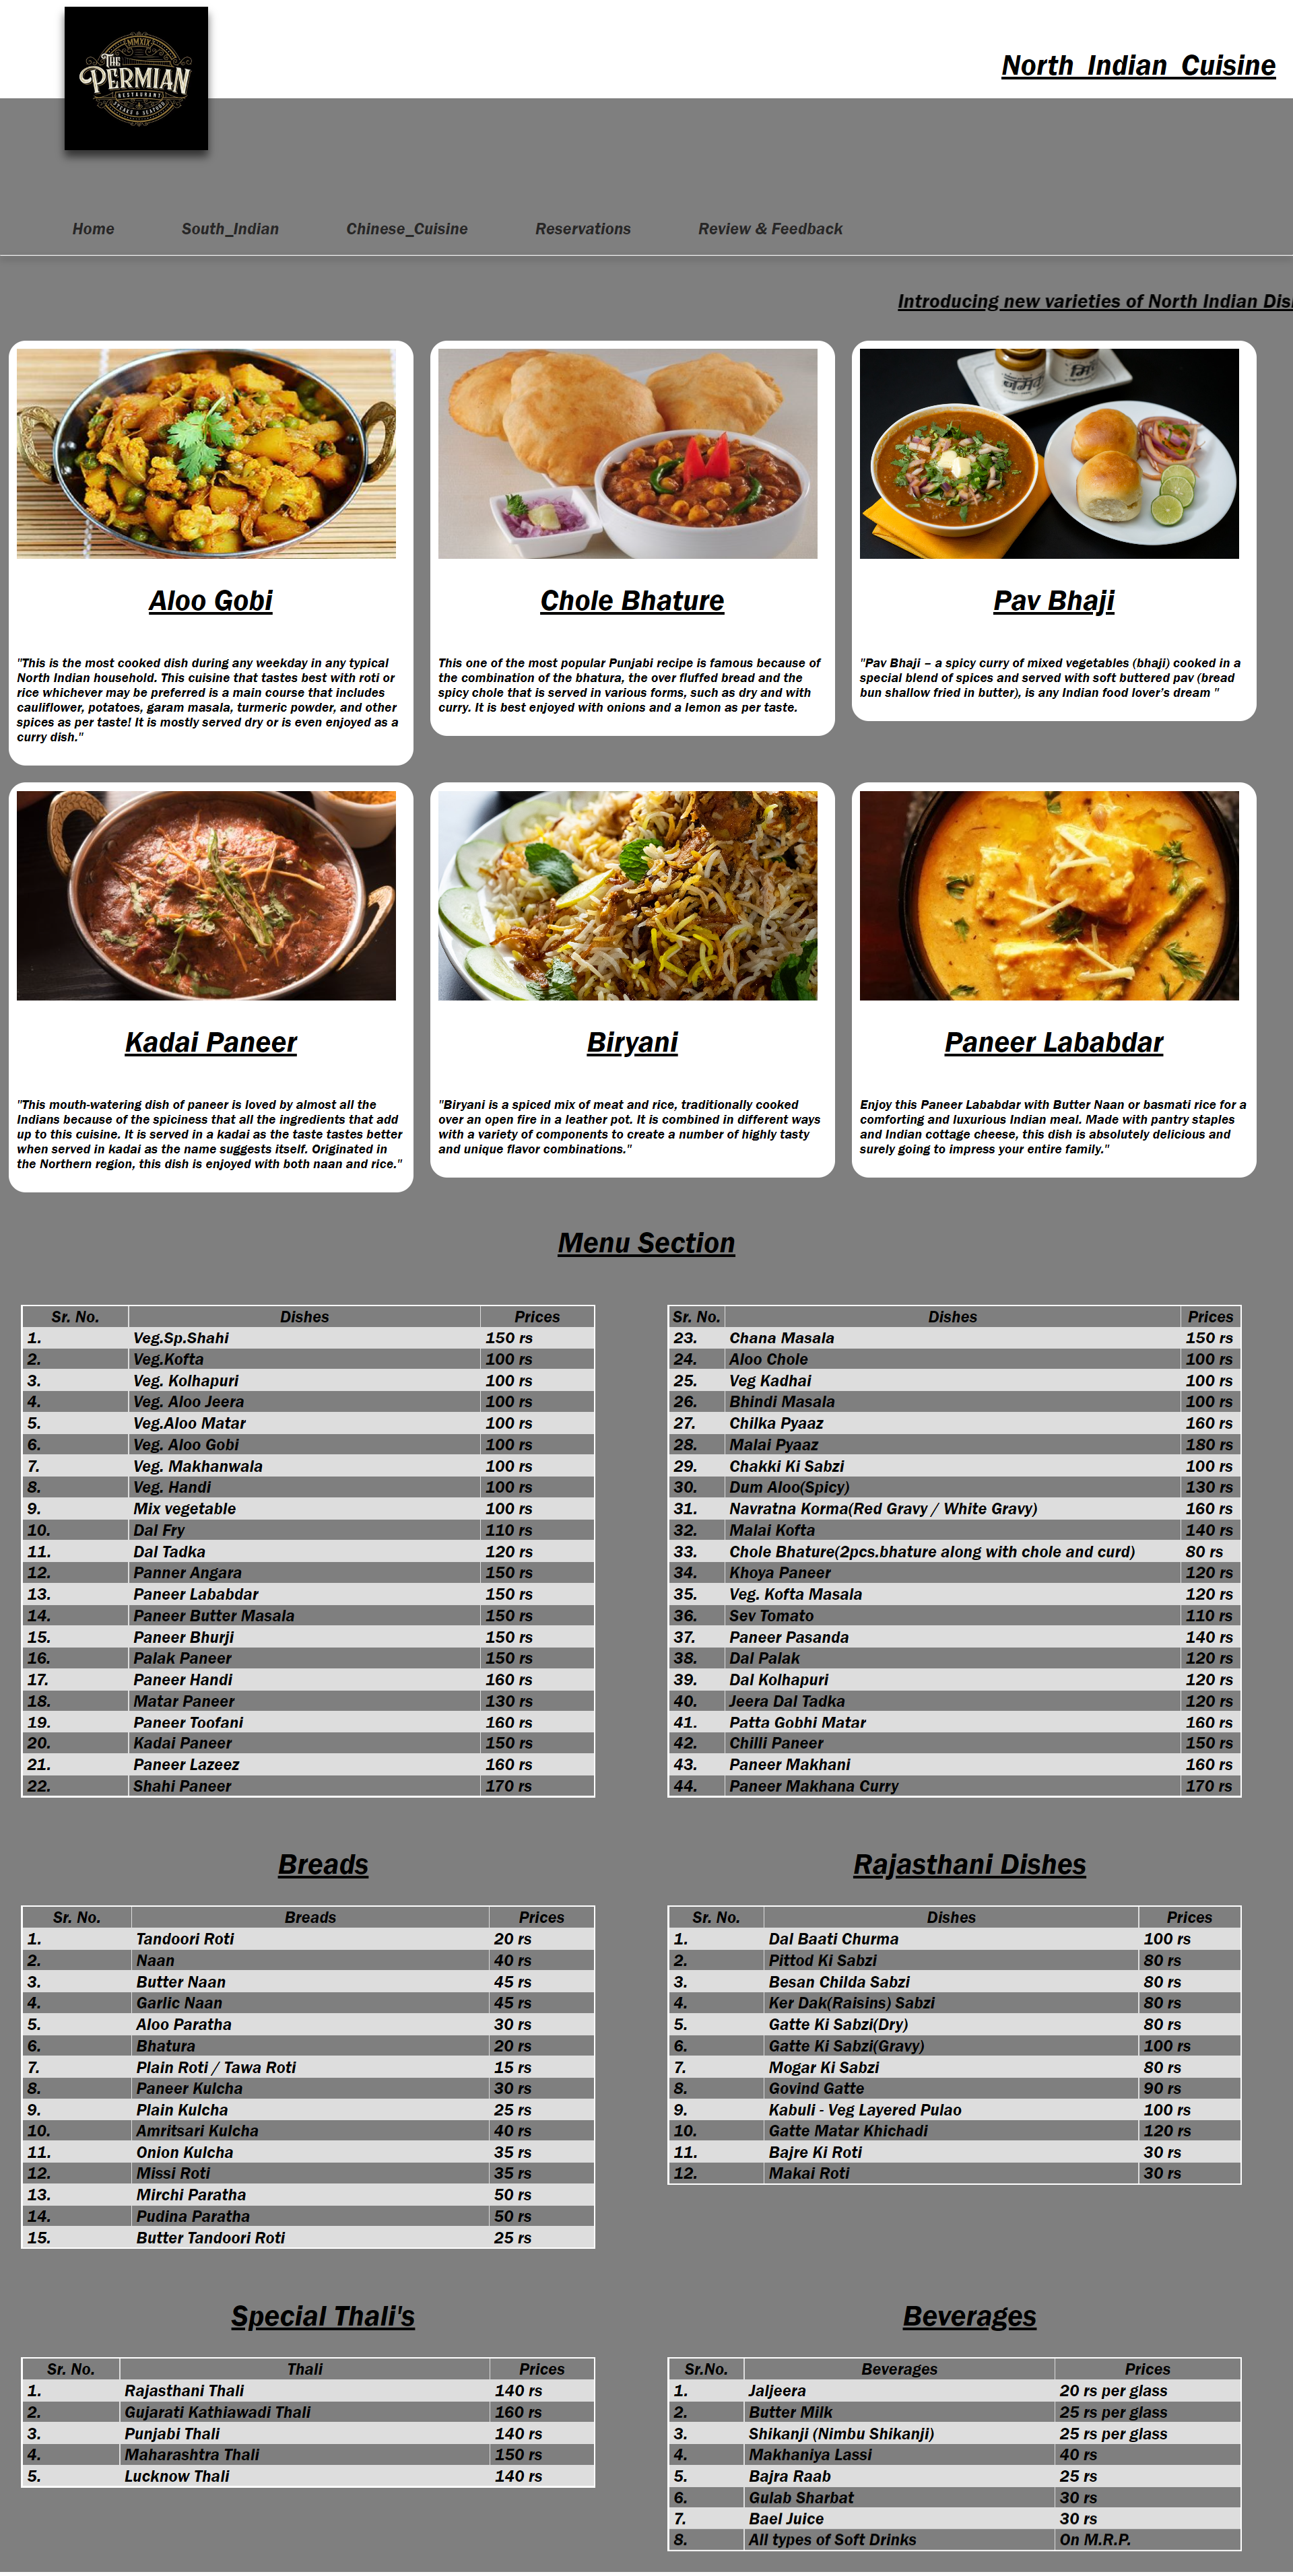 MMXIX
THE
PERMIAN
RESTAURANT
STEAKS & SEAFOOD
North Indian Cuisine
Home South_Indian Chinese_Cuisine Reservations Review & Feedback
Introducing new varieties of North Indian Dis
Aloo Gobi
"This is the most cooked dish during any weekday in any typical
North Indian household. This cuisine that tastes best with roti or
rice whichever may be preferred is a main course that includes
cauliflower, potatoes, garam masala, turmeric powder, and other
spices as per taste! It is mostly served dry or is even enjoyed as a
curry dish."
Chole Bhature
This one of the most popular Punjabi recipe is famous because of
the combination of the bhatura, the over fluffed bread and the
spicy chole that is served in various forms, such as dry and with
curry. It is best enjoyed with onions and a lemon as per taste.
Pav Bhaji
"Pav Bhaji – a spicy curry of mixed vegetables (bhaji) cooked in a
special blend of spices and served with soft buttered pav (bread
bun shallow fried in butter), is any Indian food lover's dream "
Kadai Paneer
"This mouth-watering dish of paneer is loved by almost all the
Indians because of the spiciness that all the ingredients that add
up to this cuisine. It is served in a kadai as the taste tastes better
when served in kadai as the name suggests itself. Originated in
the Northern region, this dish is enjoyed with both naan and rice."
Biryani
"Biryani is a spiced mix of meat and rice, traditionally cooked
over an open fire in a leather pot. It is combined in different ways
with a variety of components to create a number of highly tasty
and unique flavor combinations."
Paneer Lababdar
Enjoy this Paneer Lababdar with Butter Naan or basmati rice for a
comforting and luxurious Indian meal. Made with pantry staples
and Indian cottage cheese, this dish is absolutely delicious and
surely going to impress your entire family."
Menu Section
Sr. No. Dishes Prices
1. Veg.Sp.Shahi 150 rs
2. Veg.Kofta 100 rs
3. Veg. Kolhapuri 100 rs
4. Veg. Aloo Jeera 100 rs
5. Veg.Aloo Matar 100 rs
6. Veg. Aloo Gobi 100 rs
7. Veg. Makhanwala 100 rs
8. Veg. Handi 100 rs
9. Mix vegetable 100 rs
10. Dal Fry 110 rs
11. Dal Tadka 120 rs
12. Panner Angara 150 rs
13. Paneer Lababdar 150 rs
14. Paneer Butter Masala 150 rs
15. Paneer Bhurji 150 rs
16. Palak Paneer 150 rs
17. Paneer Handi 160 rs
18. Matar Paneer 130 rs
19. Paneer Toofani 160 rs
20. Kadai Paneer 150 rs
21. Paneer Lazeez 160 rs
22. Shahi Paneer 170 rs
Sr. No. Dishes Prices
23. Chana Masala 150 rs
24. Aloo Chole 100 rs
25. Veg Kadhai 100 rs
26. Bhindi Masala 100 rs
27. Chilka Pyaaz 160 rs
28. Malai Pyaaz 180 rs
29. Chakki Ki Sabzi 100 rs
30. Dum Aloo(Spicy) 130 rs
31. Navratna Korma(Red Gravy / White Gravy) 160 rs
32. Malai Kofta 140 rs
33. Chole Bhature(2pcs.bhature along with chole and curd) 80 rs
34. Khoya Paneer 120 rs
35. Veg. Kofta Masala 120 rs
36. Sev Tomato 110 rs
37. Paneer Pasanda 140 rs
38. Dal Palak 120 rs
39. Dal Kolhapuri 120 rs
40. Jeera Dal Tadka 120 rs
41. Patta Gobhi Matar 160 rs
42. Chilli Paneer 150 rs
43. Paneer Makhani 160 rs
44. Paneer Makhana Curry 170 rs
Breads
Sr. No. Breads Prices
1. Tandoori Roti 20 rs
2. Naan 40 rs
3. Butter Naan 45 rs
4. Garlic Naan 45 rs
5. Aloo Paratha 30 rs
6. Bhatura 20 rs
7. Plain Roti / Tawa Roti 15 rs
8. Paneer Kulcha 30 rs
9. Plain Kulcha 25 rs
10. Amritsari Kulcha 40 rs
11. Onion Kulcha 35 rs
12. Missi Roti 35 rs
13. Mirchi Paratha 50 rs
14. Pudina Paratha 50 rs
15. Butter Tandoori Roti 25 rs
Rajasthani Dishes
Sr. No. Dishes Prices
1. Dal Baati Churma 100 rs
2. Pittod Ki Sabzi 80 rs
3. Besan Childa Sabzi 80 rs
4. Ker Dak(Raisins) Sabzi 80 rs
5. Gatte Ki Sabzi(Dry) 80 rs
6. Gatte Ki Sabzi(Gravy) 100 rs
7. Mogar Ki Sabzi 80 rs
8. Govind Gatte 90 rs
9. Kabuli - Veg Layered Pulao 100 rs
10. Gatte Matar Khichadi 120 rs
11. Bajre Ki Roti 30 rs
12. Makai Roti 30 rs
Special Thali's
Sr. No. Thali Prices
1. Rajasthani Thali 140 rs
2. Gujarati Kathiawadi Thali 160 rs
3. Punjabi Thali 140 rs
4. Maharashtra Thali 150 rs
5. Lucknow Thali 140 rs
Beverages
Sr.No. Beverages Prices
1. Jaljeera 20 rs per glass
2. Butter Milk 25 rs per glass
3. Shikanji (Nimbu Shikanji) 25 rs per glass
4. Makhaniya Lassi 40 rs
5. Bajra Raab 25 rs
6. Gulab Sharbat 30 rs
7. Bael Juice 30 rs
8. All types of Soft Drinks On M.R.P.